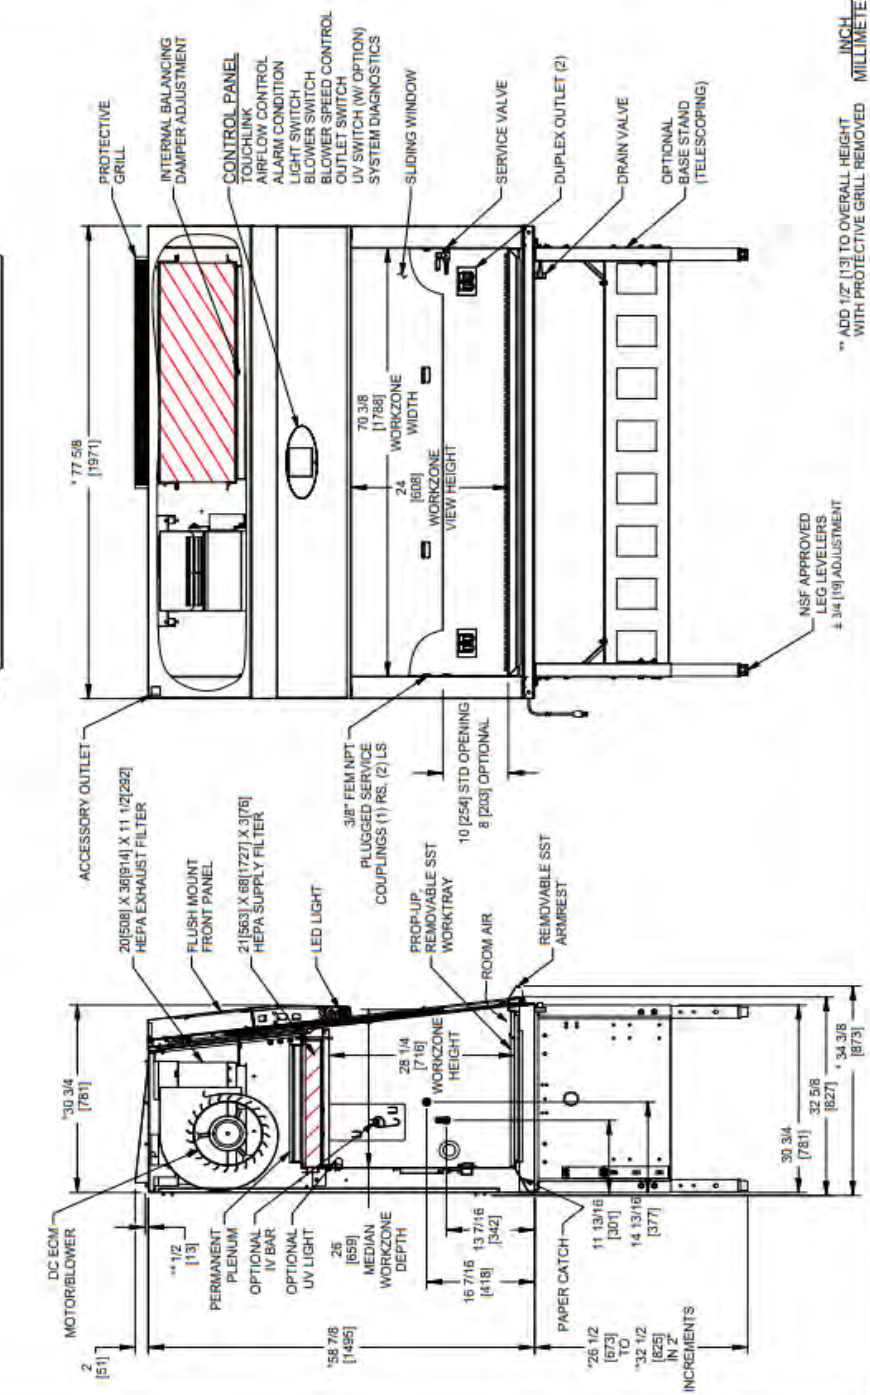 PROTECTIVE
GRILL
INTERNAL BALANCING
DAMPER ADJUSTMENT
CONTROL PANEL
TOUCHLINK
AIRFLOW CONTROL
ALARM CONDITION
LIGHT SWITCH
BLOWER SWITCH
BLOWER SPEED CONTROL
OUTLET SWITCH
UV SWITCH (W/ OPTION)
SYSTEM DIAGNOSTICS
SLIDING WINDOW
SERVICE VALVE
DUPLEX OUTLET (2)
DRAIN VALVE
OPTIONAL
BASE STAND
(TELESCOPING)
** ADD 1/2" [13] TO OVERALL HEIGHT
WITH PROTECTIVE GRILL REMOVED
INCH
MILLIMETE
* 77 5/8
[1971]
70 3/8
[1788]
WORKZONE
WIDTH
24
[608]
WORKZONE
VIEW HEIGHT
NSF APPROVED
LEG LEVELERS
± 3/4 [19] ADJUSTMENT
ACCESSORY OUTLET
3/8" FEM NPT
PLUGGED SERVICE
COUPLINGS (1) RS, (2) LS
10 [254] STD OPENING
8 [203] OPTIONAL
20[508] X 36[914] X 11 1/2[292]
HEPA EXHAUST FILTER
FLUSH MOUNT
FRONT PANEL
21[563] X 68[1727] X 3[76]
HEPA SUPPLY FILTER
LED LIGHT
PROP-UP,
REMOVABLE SST
WORKTRAY
ROOM AIR
REMOVABLE SST
ARMREST
*30 3/4
[781]
28 1/4
[716]
WORKZONE
HEIGHT
30 3/4
[781]
32 5/8
[827]
* 34 3/8
[873]
DC ECM
MOTOR/BLOWER
** 1/2
[13]
PERMANENT
PLENUM
OPTIONAL
IV BAR
OPTIONAL
UV LIGHT
26
[659]
MEDIAN
WORKZONE
DEPTH
16 7/16
[418]
13 7/16
[342]
PAPER CATCH
11 13/16
[301]
14 13/16
[377]
2
[51]
*58 7/8
[1495]
*26 1/2
[673]
TO
*32 1/2
[826]
IN 2"
INCREMENTS